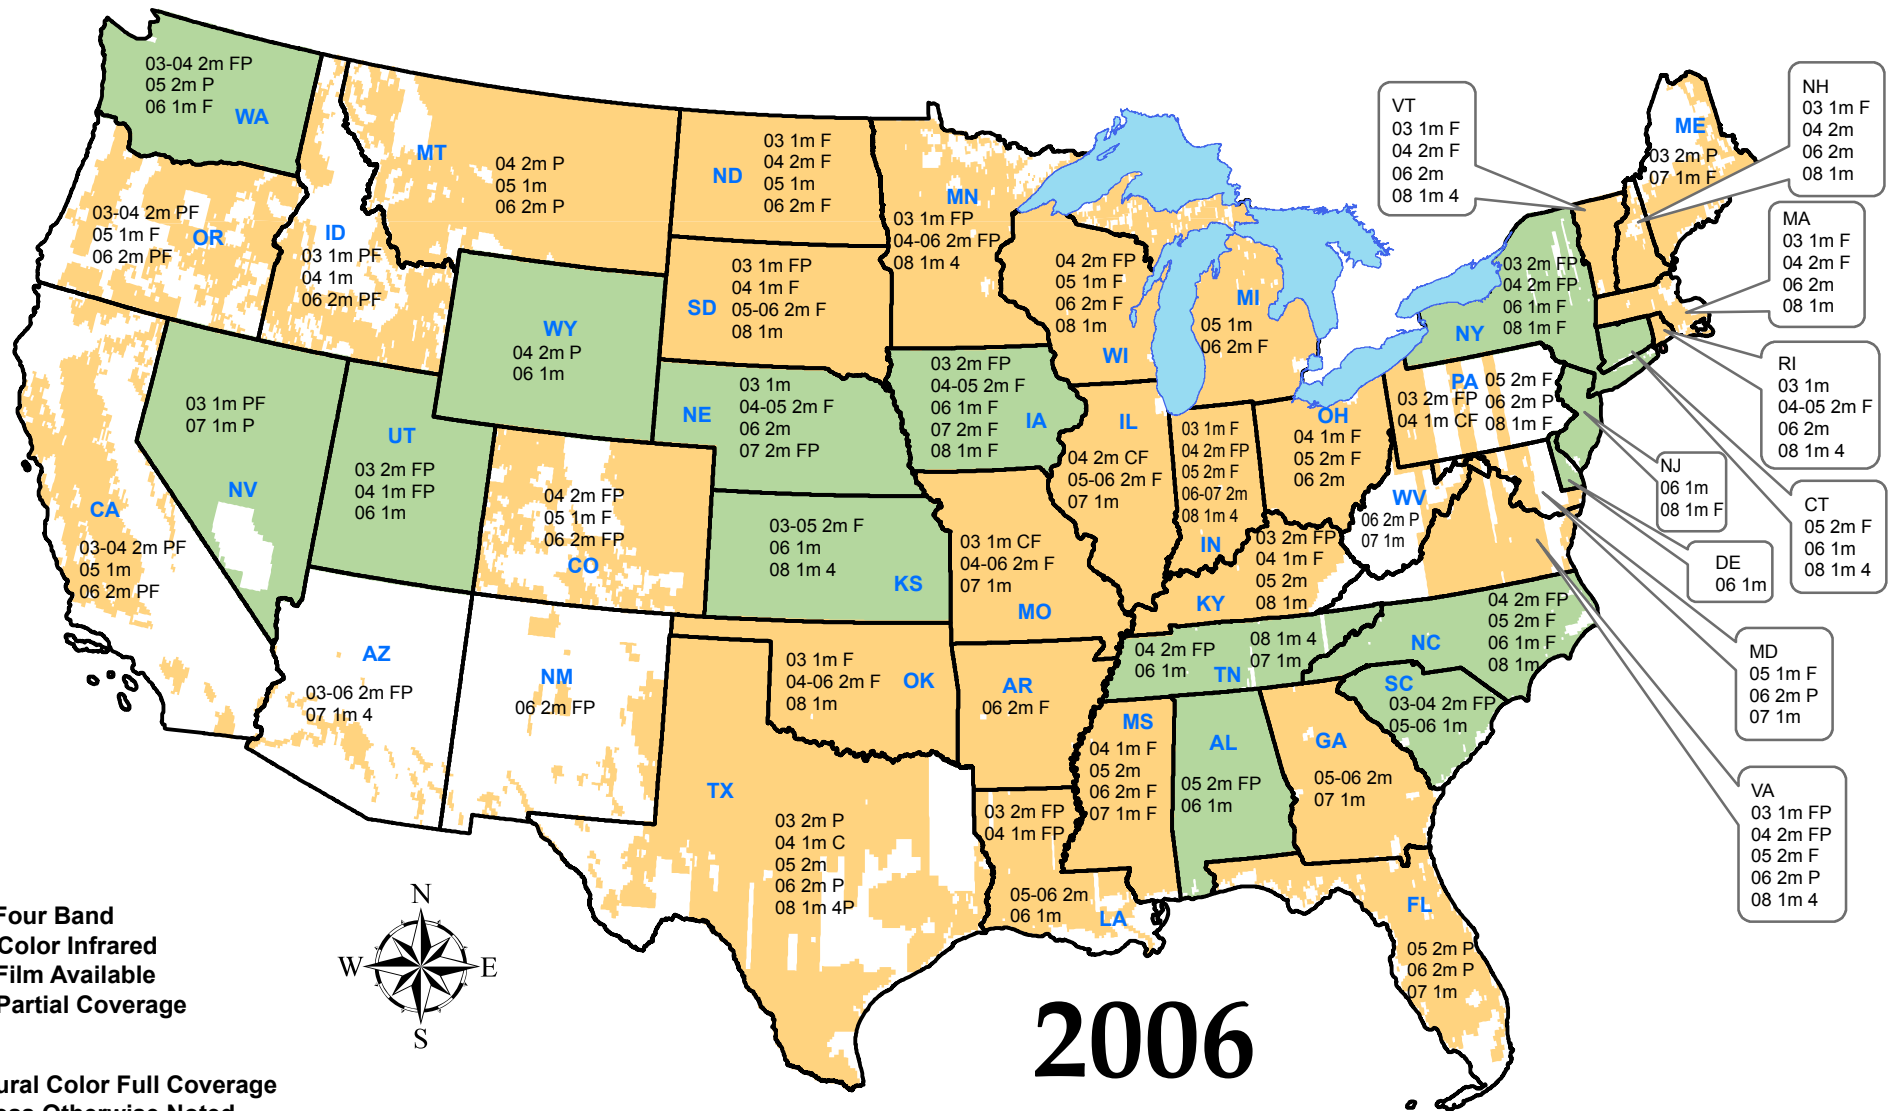 03-04 2m FP
05 2m P
06 1m F
WA
03-04 2m PF
05 1m F
06 2m PF
OR
ID
03 1m PF
04 1m
06 2m PF
MT
04 2m P
05 1m
06 2m P
ND
03 1m F
04 2m F
05 1m
06 2m F
MN
03 1m FP
04-06 2m FP
08 1m 4
SD
03 1m FP
04 1m F
05-06 2m F
08 1m
WY
04 2m P
06 1m
NE
03 1m
04-05 2m F
06 2m
07 2m FP
03 2m FP
04-05 2m F
06 1m F
07 2m F
08 1m F
IA
04 2m FP
05 1m F
06 2m F
08 1m
WI
MI
05 1m
06 2m F
NV
03 1m PF
07 1m P
UT
03 2m FP
04 1m FP
06 1m
CA
03-04 2m PF
05 1m
06 2m PF
04 2m FP
05 1m F
06 2m FP
CO
03-05 2m F
06 1m
08 1m 4
KS
03 1m CF
04-06 2m F
07 1m
MO
IL
04 2m CF
05-06 2m F
07 1m
03 1m F
04 2m FP
05 2m F
06-07 2m
08 1m 4
IN
OH
04 1m F
05 2m F
06 2m
03 2m FP
04 1m F
05 2m
08 1m
KY
WV
06 2m P
07 1m
PA
03 2m FP
04 1m CF
05 2m F
06 2m P
08 1m F
03 2m FP
04 2m FP
06 1m F
08 1m F
NY
ME
03 2m P
07 1m F
VT
03 1m F
04 2m F
06 2m
08 1m 4
NH
03 1m F
04 2m
06 2m
08 1m
MA
03 1m F
04 2m F
06 2m
08 1m
RI
03 1m
04-05 2m F
06 2m
08 1m 4
NJ
06 1m
08 1m F
CT
05 2m F
06 1m
08 1m 4
DE
06 1m
MD
05 1m F
06 2m P
07 1m
VA
03 1m FP
04 2m FP
05 2m F
06 2m P
08 1m 4
AZ
03-06 2m FP
07 1m 4
NM
06 2m FP
03 1m F
04-06 2m F
08 1m
OK
AR
06 2m F
04 2m FP
06 1m
TN
08 1m 4
07 1m
NC
04 2m FP
05 2m F
06 1m F
08 1m
SC
03-04 2m FP
05-06 1m
MS
04 1m F
05 2m
06 2m F
07 1m F
AL
05 2m FP
06 1m
GA
05-06 2m
07 1m
TX
03 2m P
04 1m C
05 2m
06 2m P
08 1m 4P
03 2m FP
04 1m FP
05-06 2m
06 1m
LA
FL
05 2m P
06 2m P
07 1m
Four Band
Color Infrared
Film Available
Partial Coverage
ural Color Full Coverage
ess Otherwise Noted
N
W E
S
2006